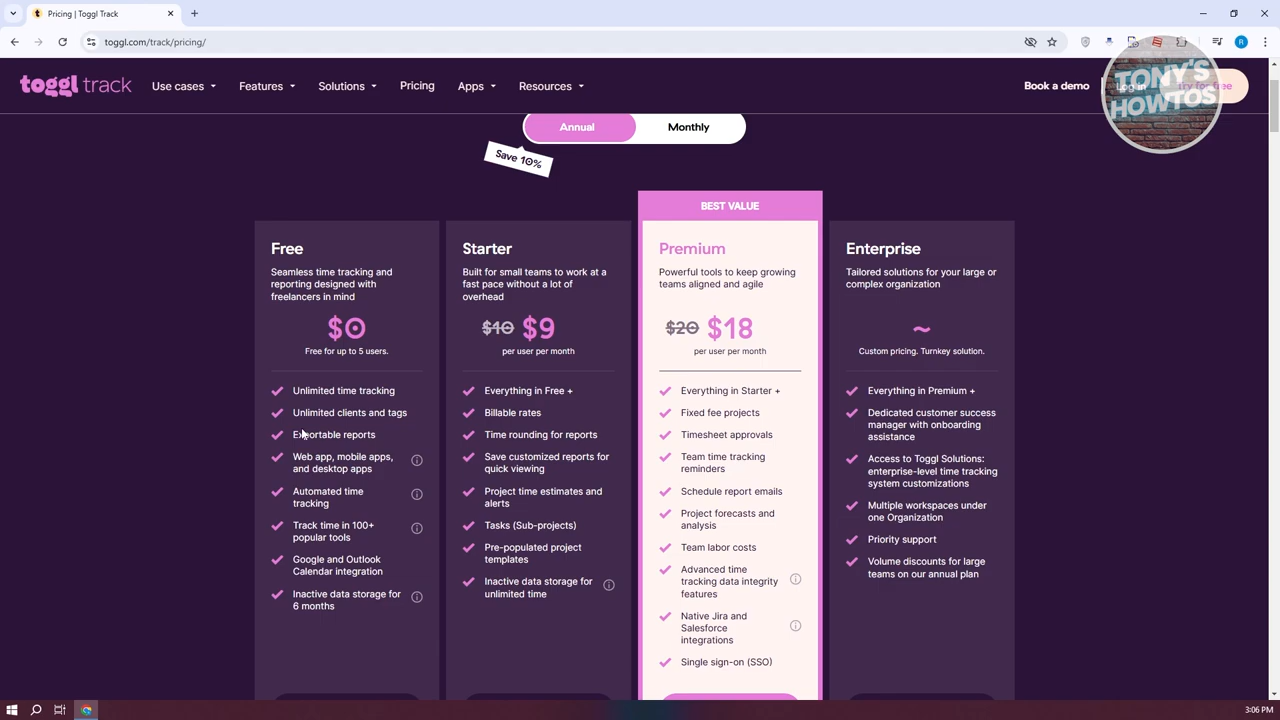 Pricing | Toggl Track
toggl.com/track/pricing/
R
toggl track
Use cases
Features
Solutions
Pricing
Apps
Resources
Book a demo
Log in
Try for free
TONY'S
HOWTOS
Annual
Monthly
Save 10%
BEST VALUE
Free
Seamless time tracking and
reporting designed with
freelancers in mind
$0
Free for up to 5 users.
Unlimited time tracking
Unlimited clients and tags
Exportable reports
Web app, mobile apps,
and desktop apps
Automated time
tracking
Track time in 100+
popular tools
Google and Outlook
Calendar integration
Inactive data storage for
6 months
Starter
Built for small teams to work at a
fast pace without a lot of
overhead
$10 $9
per user per month
Everything in Free +
Billable rates
Time rounding for reports
Save customized reports for
quick viewing
Project time estimates and
alerts
Tasks (Sub-projects)
Pre-populated project
templates
Inactive data storage for
unlimited time
Premium
Powerful tools to keep growing
teams aligned and agile
$20 $18
per user per month
Everything in Starter +
Fixed fee projects
Timesheet approvals
Team time tracking
reminders
Schedule report emails
Project forecasts and
analysis
Team labor costs
Advanced time
tracking data integrity
features
Native Jira and
Salesforce
integrations
Single sign-on (SSO)
Enterprise
Tailored solutions for your large or
complex organization
~
Custom pricing. Turnkey solution.
Everything in Premium +
Dedicated customer success
manager with onboarding
assistance
Access to Toggl Solutions:
enterprise-level time tracking
system customizations
Multiple workspaces under
one Organization
Priority support
Volume discounts for large
teams on our annual plan
3:06 PM